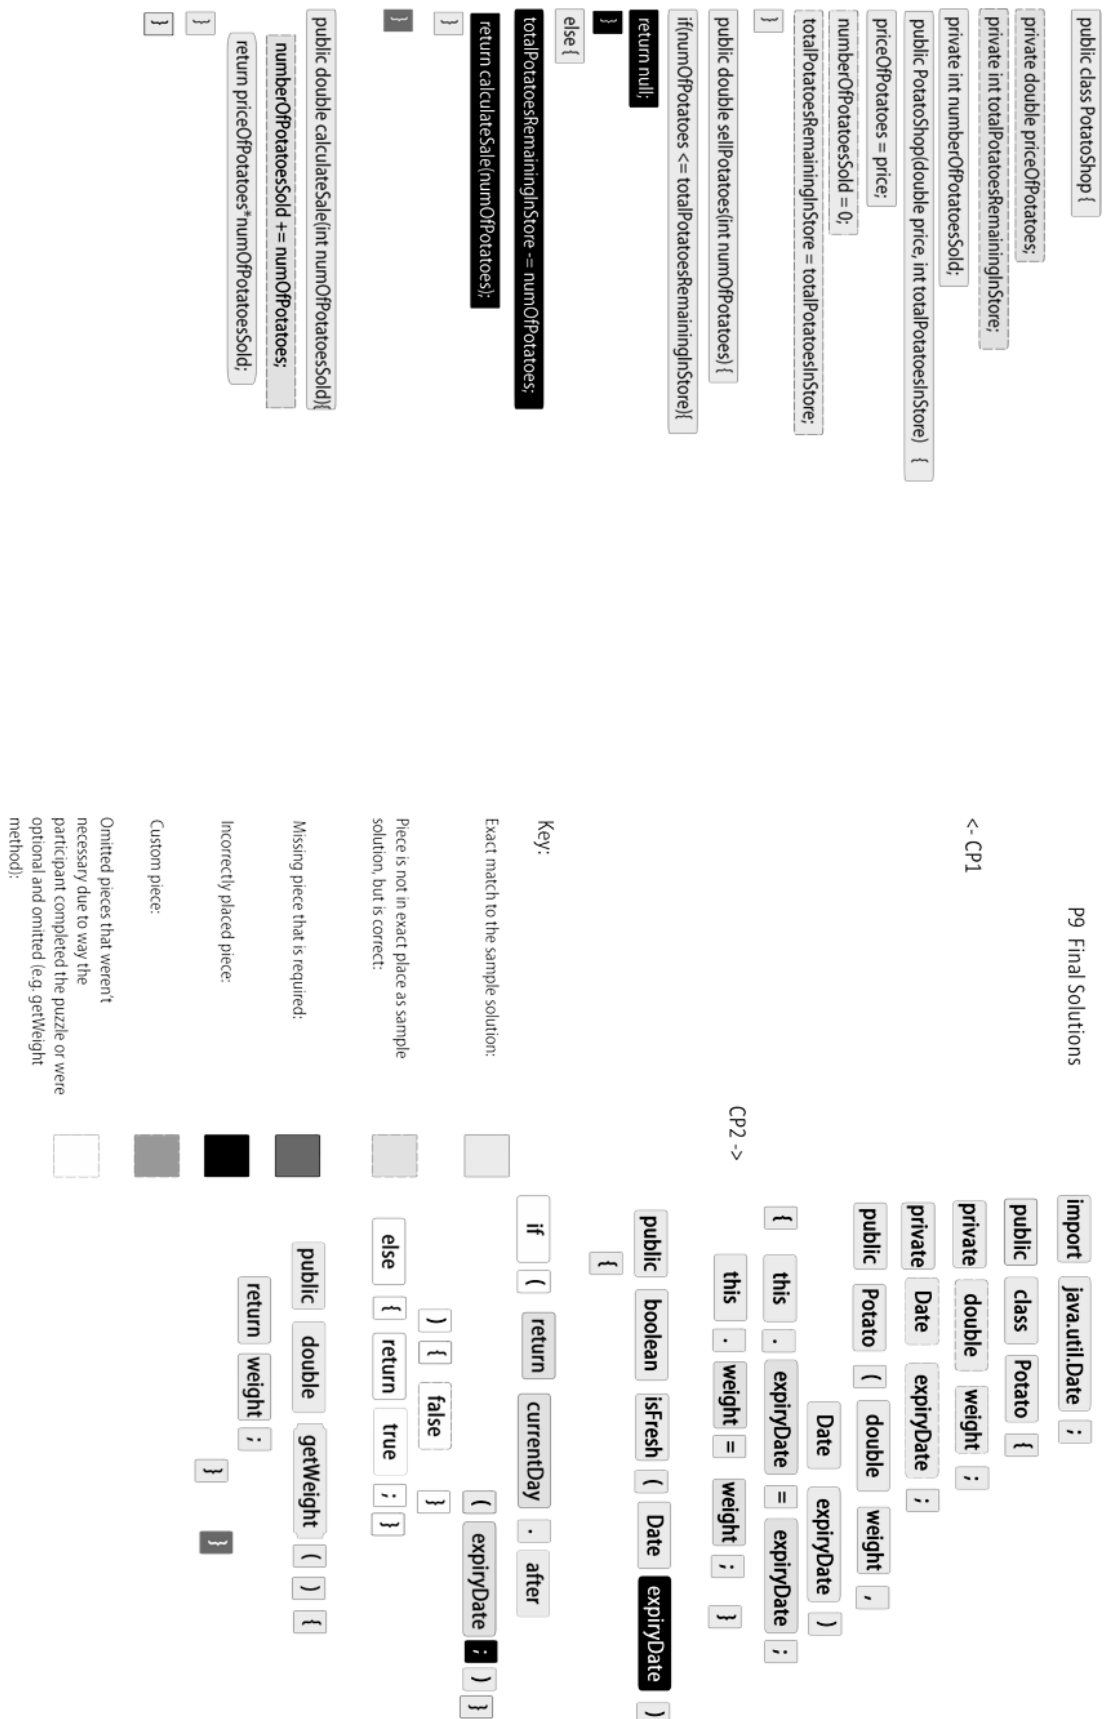 P9 Final Solutions
<- CP1
public class PotatoShop {
private double priceOfPotatoes;
private int totalPotatoesRemainingInStore;
private int numberOfPotatoesSold;
public PotatoShop(double price, int totalPotatoesInStore) {
priceOfPotatoes = price;
numberOfPotatoesSold = 0;
totalPotatoesRemainingInStore = totalPotatoesInStore;
}
public double sellPotatoes(int numOfPotatoes) {
if(numOfPotatoes <= totalPotatoesRemainingInStore){
return null;
}
else {
totalPotatoesRemainingInStore -= numOfPotatoes;
return calculateSale(numOfPotatoes);
}
}
public double calculateSale(int numOfPotatoesSold){
numberOfPotatoesSold += numOfPotatoes;
return priceOfPotatoes*numOfPotatoesSold;
}
}
Key:
Exact match to the sample solution:
Piece is not in exact place as sample
solution, but is correct:
Missing piece that is required:
Incorrectly placed piece:
Custom piece:
Omitted pieces that weren't
necessary due to way the
participant completed the puzzle or were
optional and omitted (e.g. getWeight
method):
CP2 ->
import java.util.Date ;
public class Potato {
private double weight ;
private Date expiryDate ;
public Potato ( double weight ,
Date expiryDate )
{ this . expiryDate = expiryDate ;
this . weight = weight ; }
public boolean isFresh ( Date expiryDate )
{
if ( return currentDay . after
( expiryDate ; ) }
) { false }
else { return true ; }
public double getWeight ( ) {
return weight ;
} }